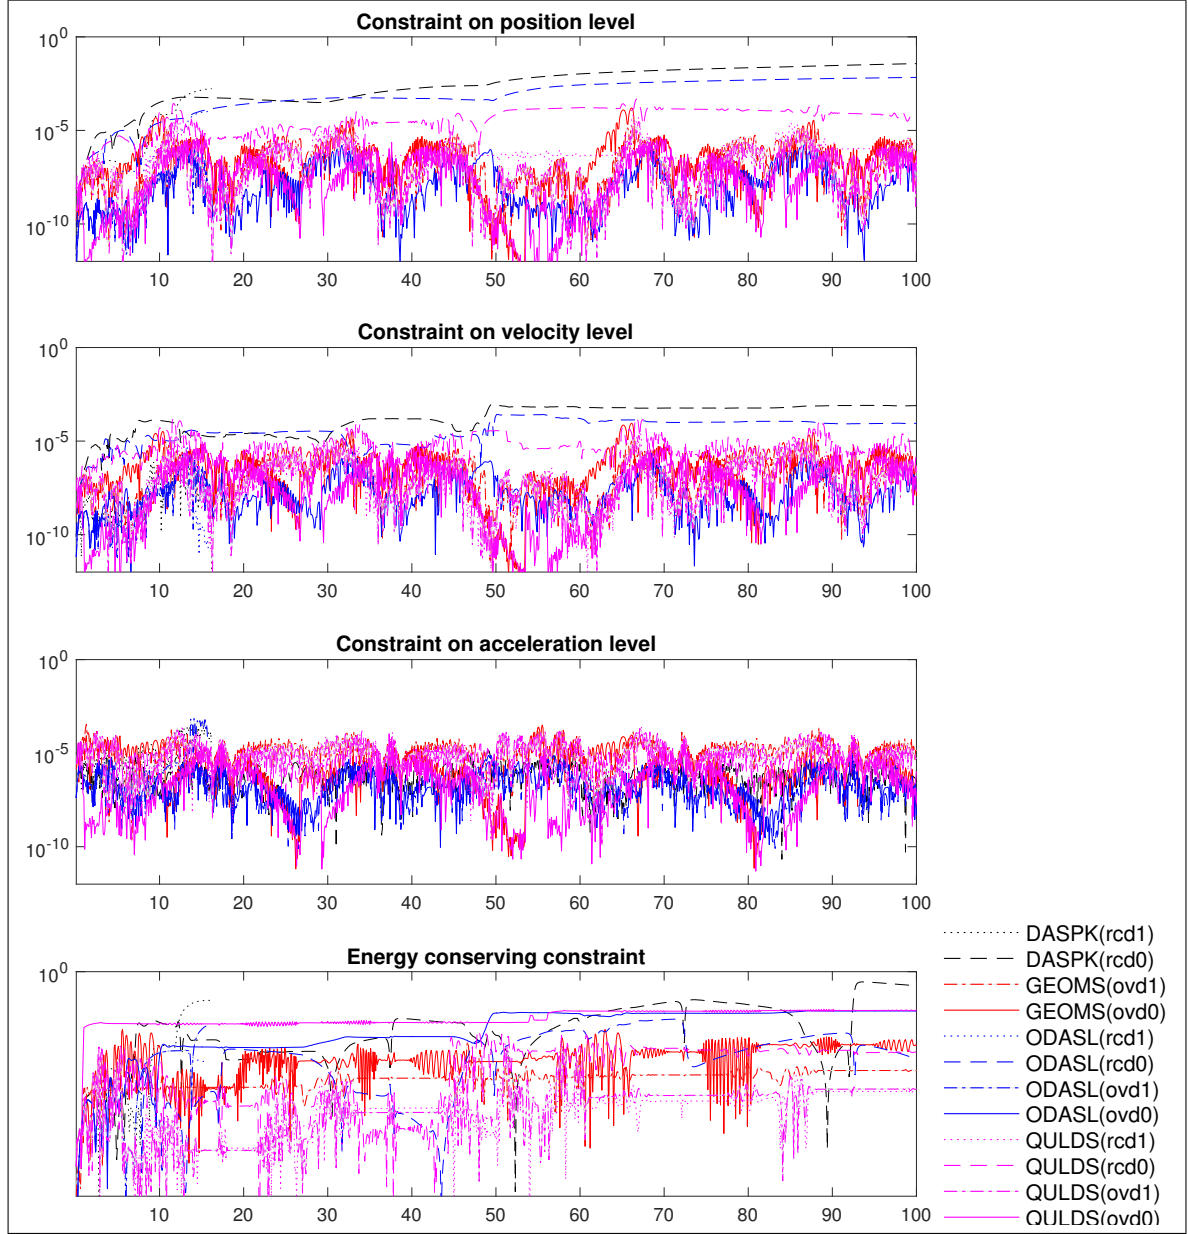 Constraint on position level
10^0
10^-5
10^-10
10 20 30 40 50 60 70 80 90 100
Constraint on velocity level
10^0
10^-5
10^-10
10 20 30 40 50 60 70 80 90 100
Constraint on acceleration level
10^0
10^-5
10^-10
10 20 30 40 50 60 70 80 90 100
Energy conserving constraint
10^0
10 20 30 40 50 60 70 80 90 100
DASPK(rcd1)
DASPK(rcd0)
GEOMS(ovd1)
GEOMS(ovd0)
ODASL(rcd1)
ODASL(rcd0)
ODASL(ovd1)
ODASL(ovd0)
QULDS(rcd1)
QULDS(rcd0)
QULDS(ovd1)
QULDS(ovd0)